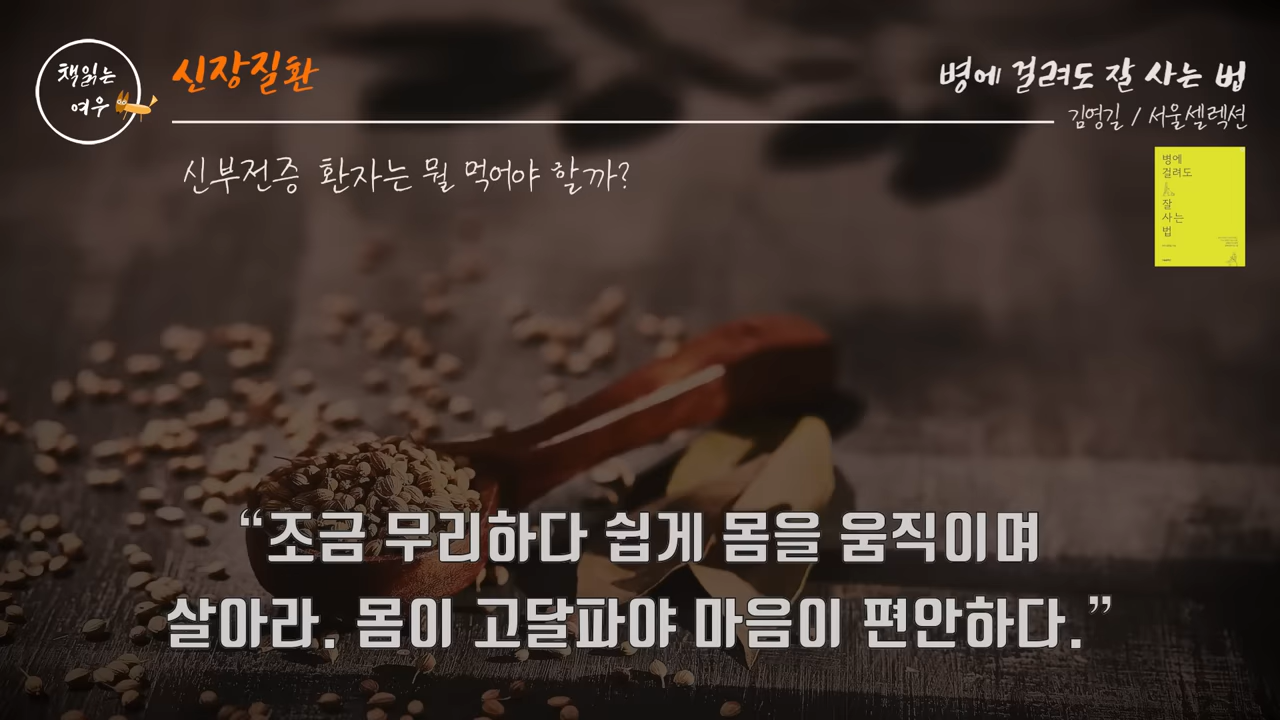 책읽는
여우
신장질환
신부전증 환자는 뭘 먹어야 할까?
병에 걸려도 잘 사는 법
김영길 / 서울셀렉션
병에
걸려도
잘
사는
법
“조금 무리하다 쉽게 몸을 움직이며
살아라. 몸이 고달파야 마음이 편안하다.”